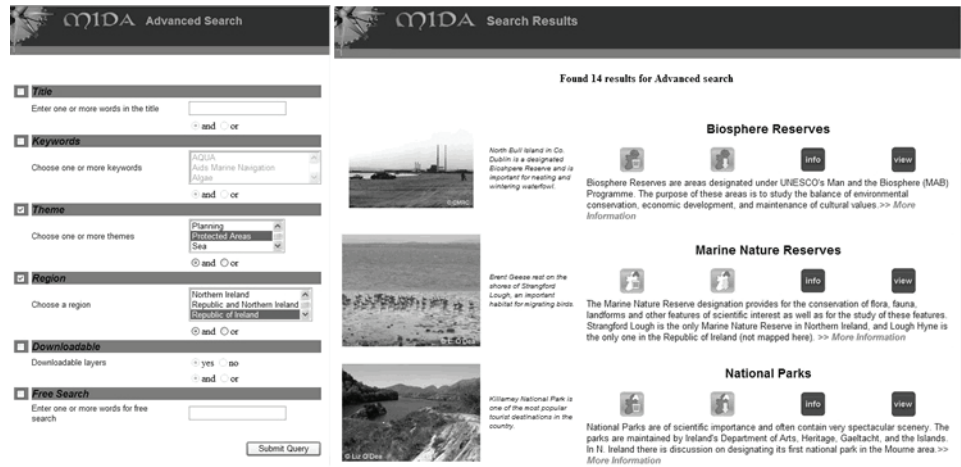 MIDA Advanced Search
Title
Enter one or more words in the title
and or
Keywords
Choose one or more keywords
AQUA
Aids Marine Navigation
Algae
and or
Theme
Choose one or more themes
Planning
Protected Areas
Sea
and or
Region
Choose a region
Northern Ireland
Republic and Northern Ireland
Republic of Ireland
and or
Downloadable
Downloadable layers
yes no
and or
Free Search
Enter one or more words for free
search
Submit Query
MIDA Search Results
Found 14 results for Advanced search
Biosphere Reserves
North Bull Island in Co.
Dublin is a designated
Bioshpere Reserve and is
important for nesting and
wintering waterfowl.
info view
Biosphere Reserves are areas designated under UNESCO's Man and the Biosphere (MAB)
Programme. The purpose of these areas is to study the balance of environmental
conservation, economic development, and maintenance of cultural values.>> More
Information
Marine Nature Reserves
Brent Geese rest on the
shores of Strangford
Lough, an important
habitat for migrating birds.
© E O'Dea
info view
The Marine Nature Reserve designation provides for the conservation of flora, fauna,
landforms and other features of scientific interest as well as for the study of these features.
Strangford Lough is the only Marine Nature Reserve in Northern Ireland, and Lough Hyne is
the only one in the Republic of Ireland (not mapped here). >> More Information
National Parks
Killarney National Park is
one of the most popular
tourist destinations in the
country.
© Liz O'Dea
info view
National Parks are of scientific importance and often contain very spectacular scenery. The
parks are maintained by Ireland's Department of Arts, Heritage, Gaeltacht, and the Islands.
In N. Ireland there is discussion on designating its first national park in the Mourne area.>>
More Information